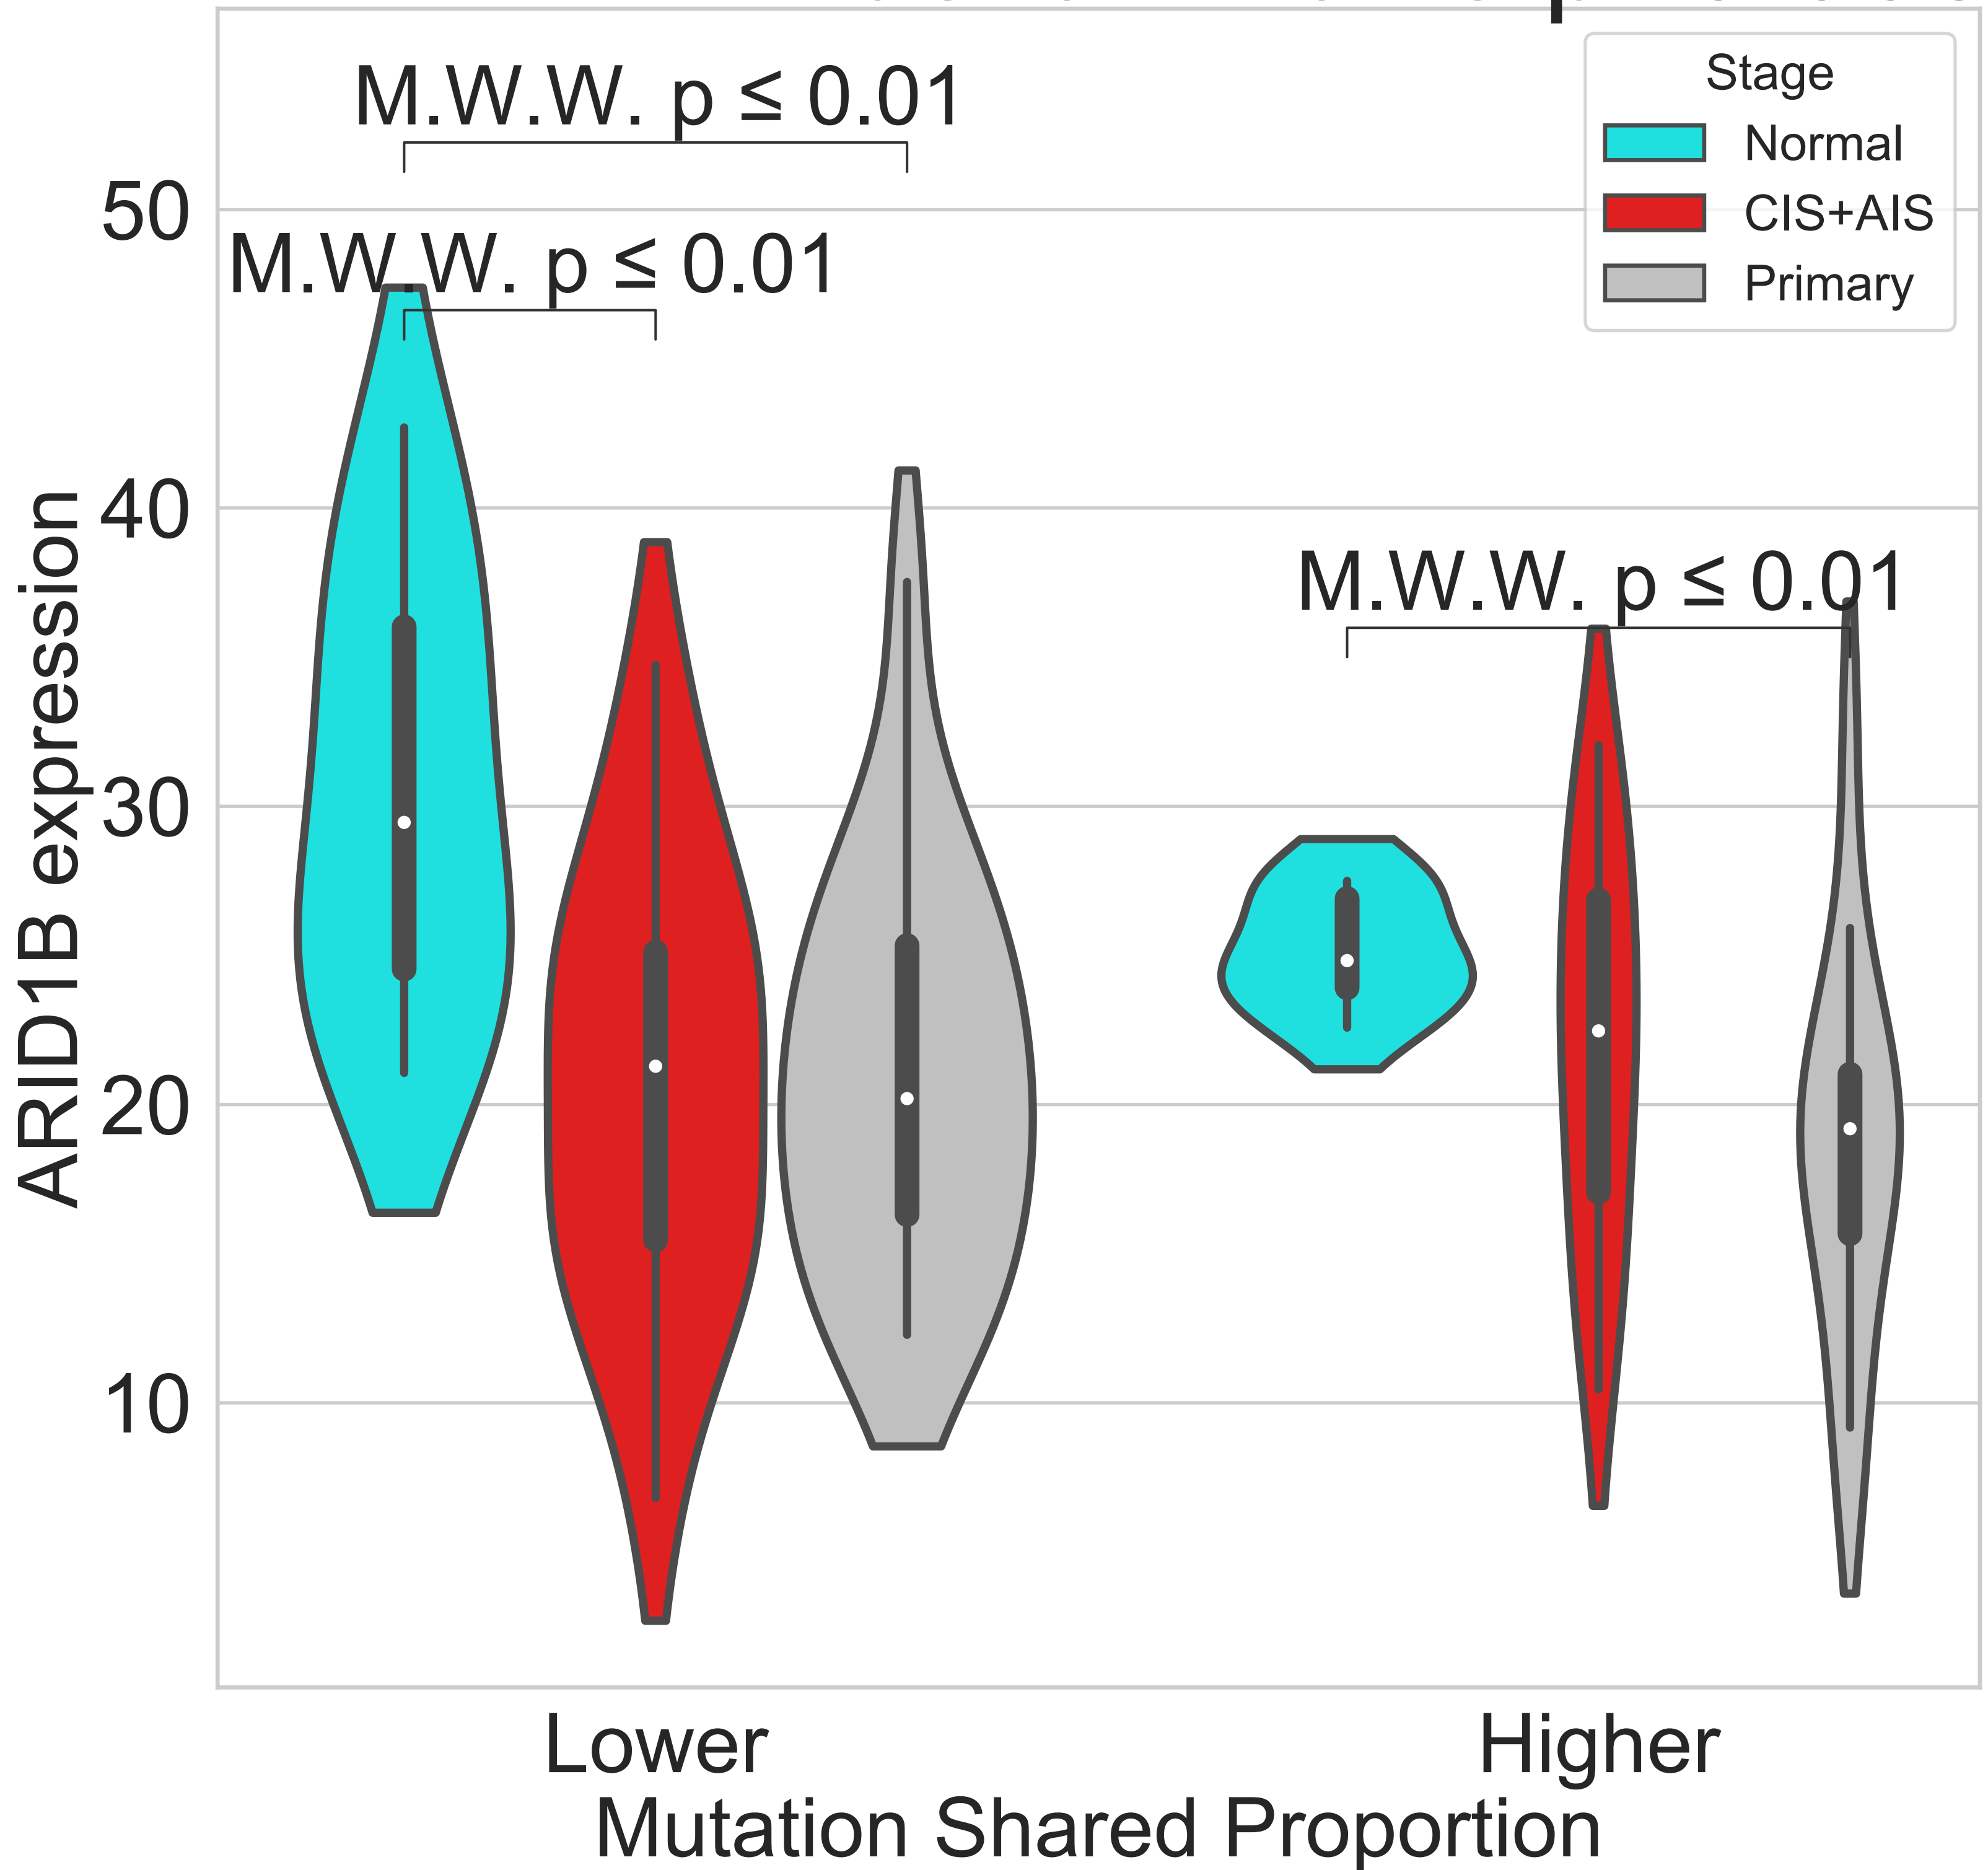 M.W.W. p ≤ 0.01
M.W.W. p ≤ 0.01
M.W.W. p ≤ 0.01
Stage
Normal
CIS+AIS
Primary
50
40
30
20
10
ARID1B expression
Lower
Higher
Mutation Shared Proportion